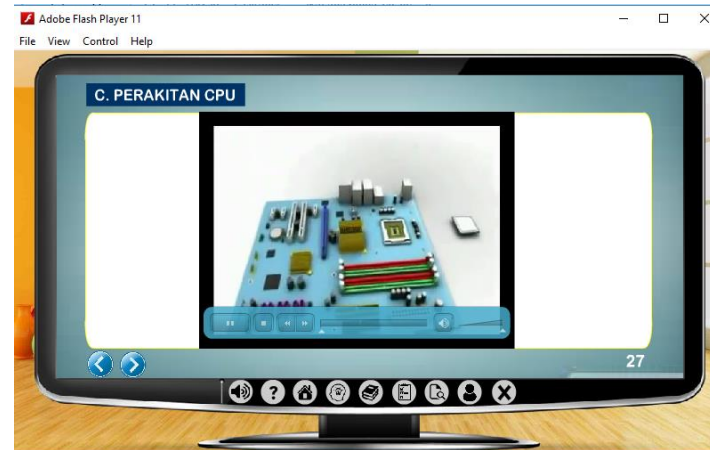 Adobe Flash Player 11
File View Control Help
C. PERAKITAN CPU
27
?